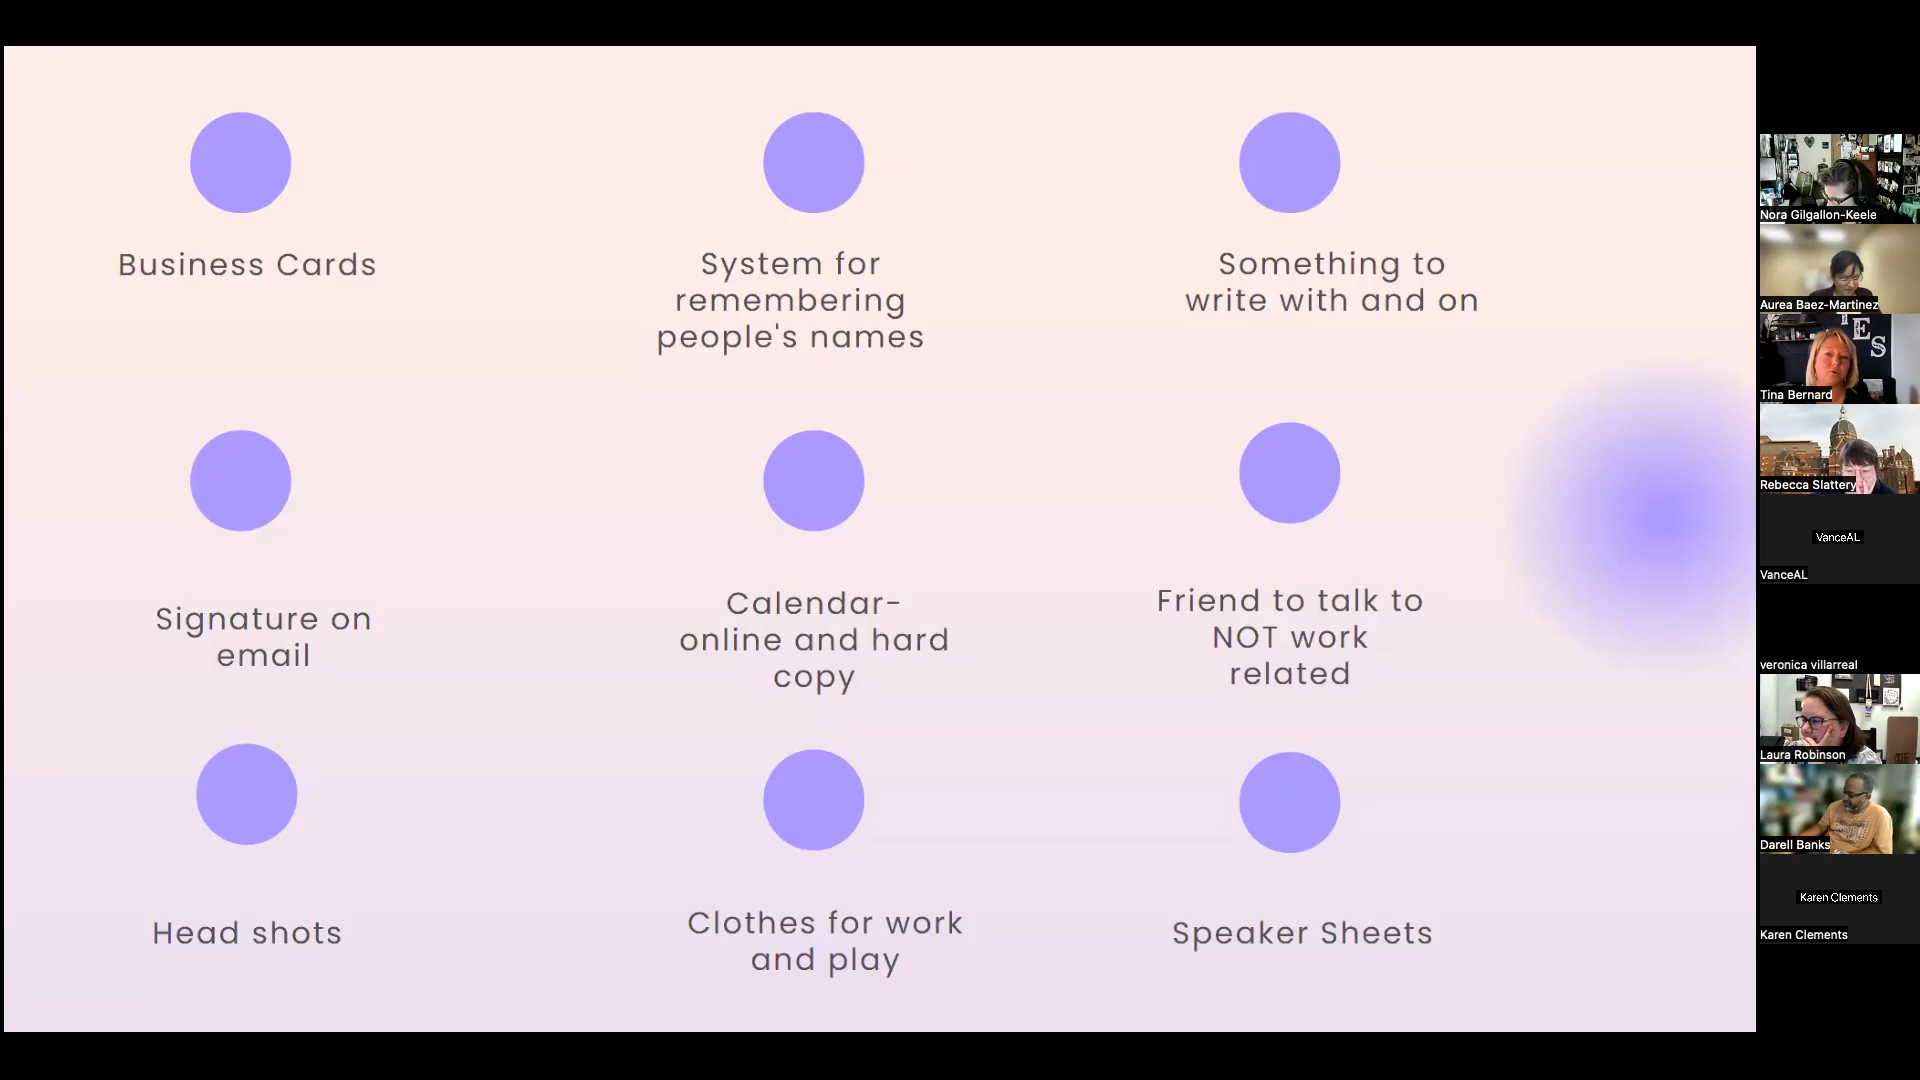 Business Cards
System for
remembering
people's names
Something to
write with and on
Signature on
email
Calendar-
online and hard
copy
Friend to talk to
NOT work
related
Head shots
Clothes for work
and play
Speaker Sheets
Nora Gilgallon-Keele
Aurea Baez-Martinez
TES
Tina Bernard
Rebecca Slattery
VanceAL
VanceAL
veronica villarreal
Laura Robinson
Darell Banks
Karen Clements
Karen Clements